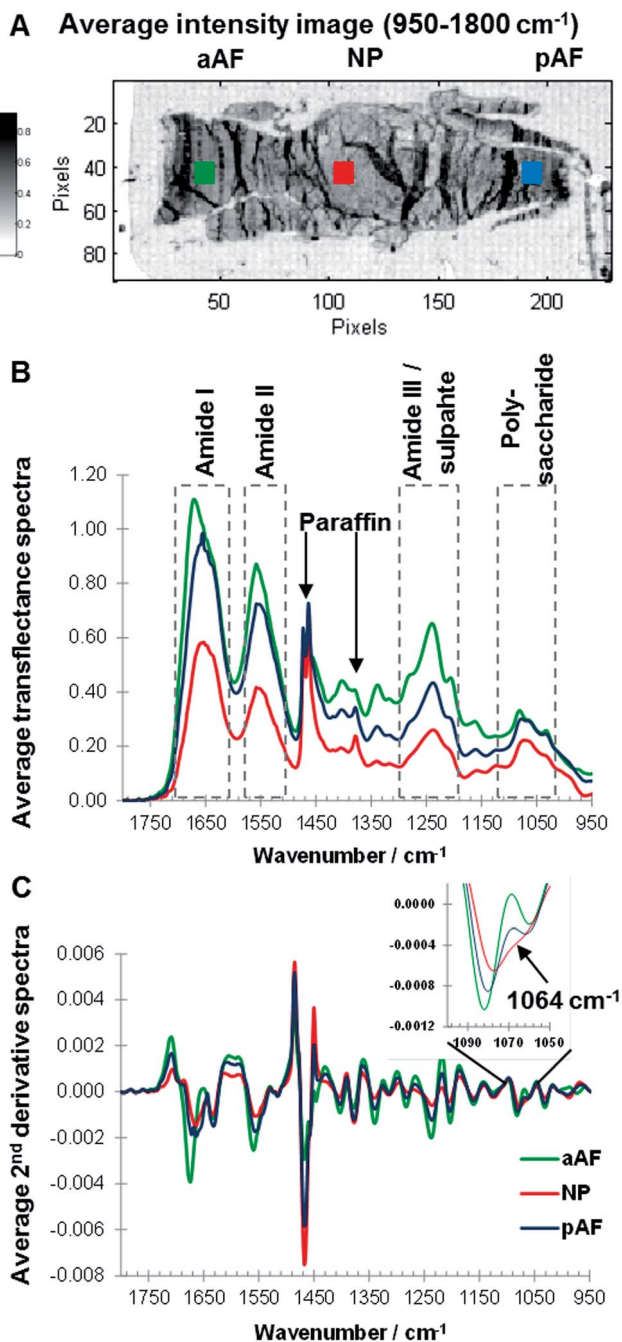 A
Average intensity image (950-1800 cm⁻¹)
aAF NP pAF
0.8
0.6
0.4
0.2
0
Pixels
20
40
60
80
50 100 150 200
Pixels
B
Amide I
Amide II
Amide III /
sulpahte
Poly-
saccharide
Paraffin
Average transflectance spectra
1.20
1.00
0.80
0.60
0.40
0.20
0.00
1750 1650 1550 1450 1350 1250 1150 1050 950
Wavenumber / cm⁻¹
C
Average 2nd derivative spectra
0.006
0.004
0.002
0.000
-0.002
-0.004
-0.006
-0.008
0.0000
-0.0004
-0.0008
-0.0012
1090 1070 1050
1064 cm⁻¹
aAF
NP
pAF
1750 1650 1550 1450 1350 1250 1150 1050 950
Wavenumber / cm⁻¹